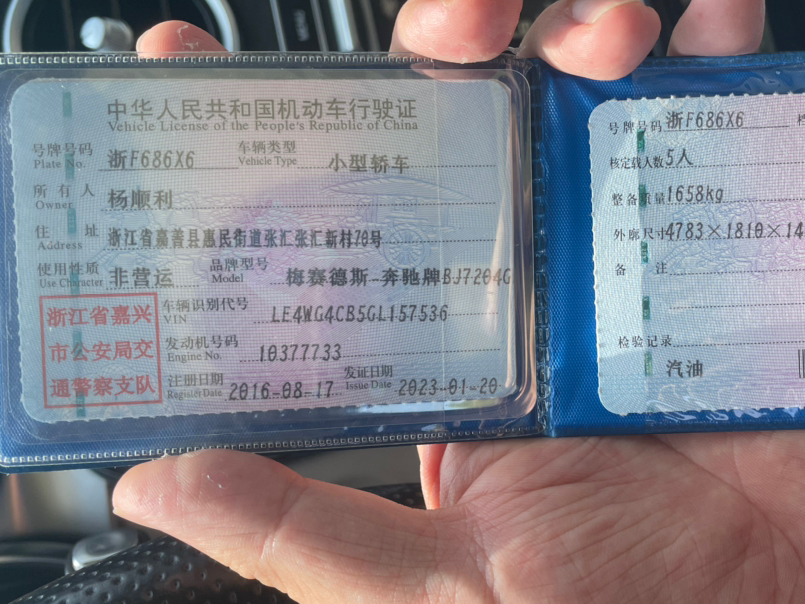 中华人民共和国机动车行驶证
Vehicle License of the People's Republic of China
号牌号码 浙F686X6 车辆类型 小型轿车
Plate No. Vehicle Type
所有人 杨顺利
Owner
住址 浙江省嘉善县惠民街道张汇张汇新村70号
Address
使用性质 非营运 品牌型号 梅赛德斯-奔驰牌BJ7204G
Use Character Model
浙江省嘉兴
市公安局交
通警察支队
车辆识别代号 LE4WG4CB5GL157536
VIN
发动机号码 10377733
Engine No.
注册日期 2016-08-17 发证日期 2023-01-20
Register Date Issue Date
号牌号码 浙F686X6
核定载人数 5人
整备质量 1658kg
外廓尺寸 4783×1810×14
备注
检验记录
汽油